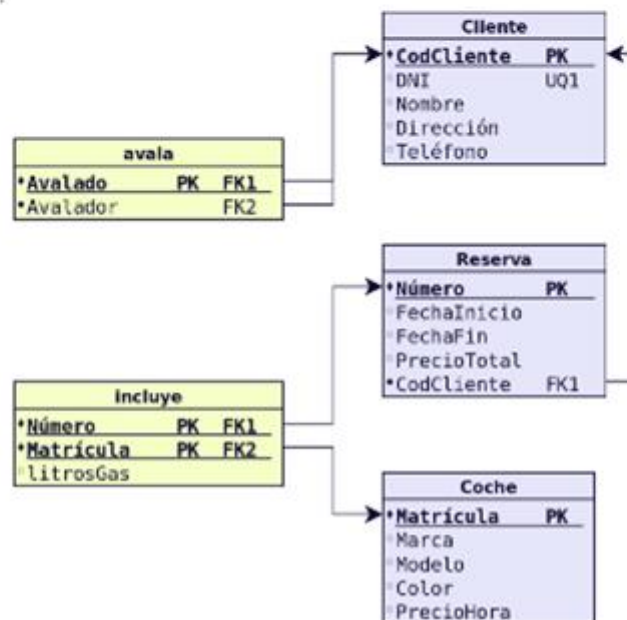 Cliente
CodCliente PK
DNI UQ1
Nombre
Dirección
Teléfono
avala
Avalado PK FK1
Avalador FK2
Reserva
Número PK
FechaInicio
FechaFin
PrecioTotal
CodCliente FK1
incluye
Número PK FK1
Matrícula PK FK2
litrosGas
Coche
Matrícula PK
Marca
Modelo
Color
PrecioHora